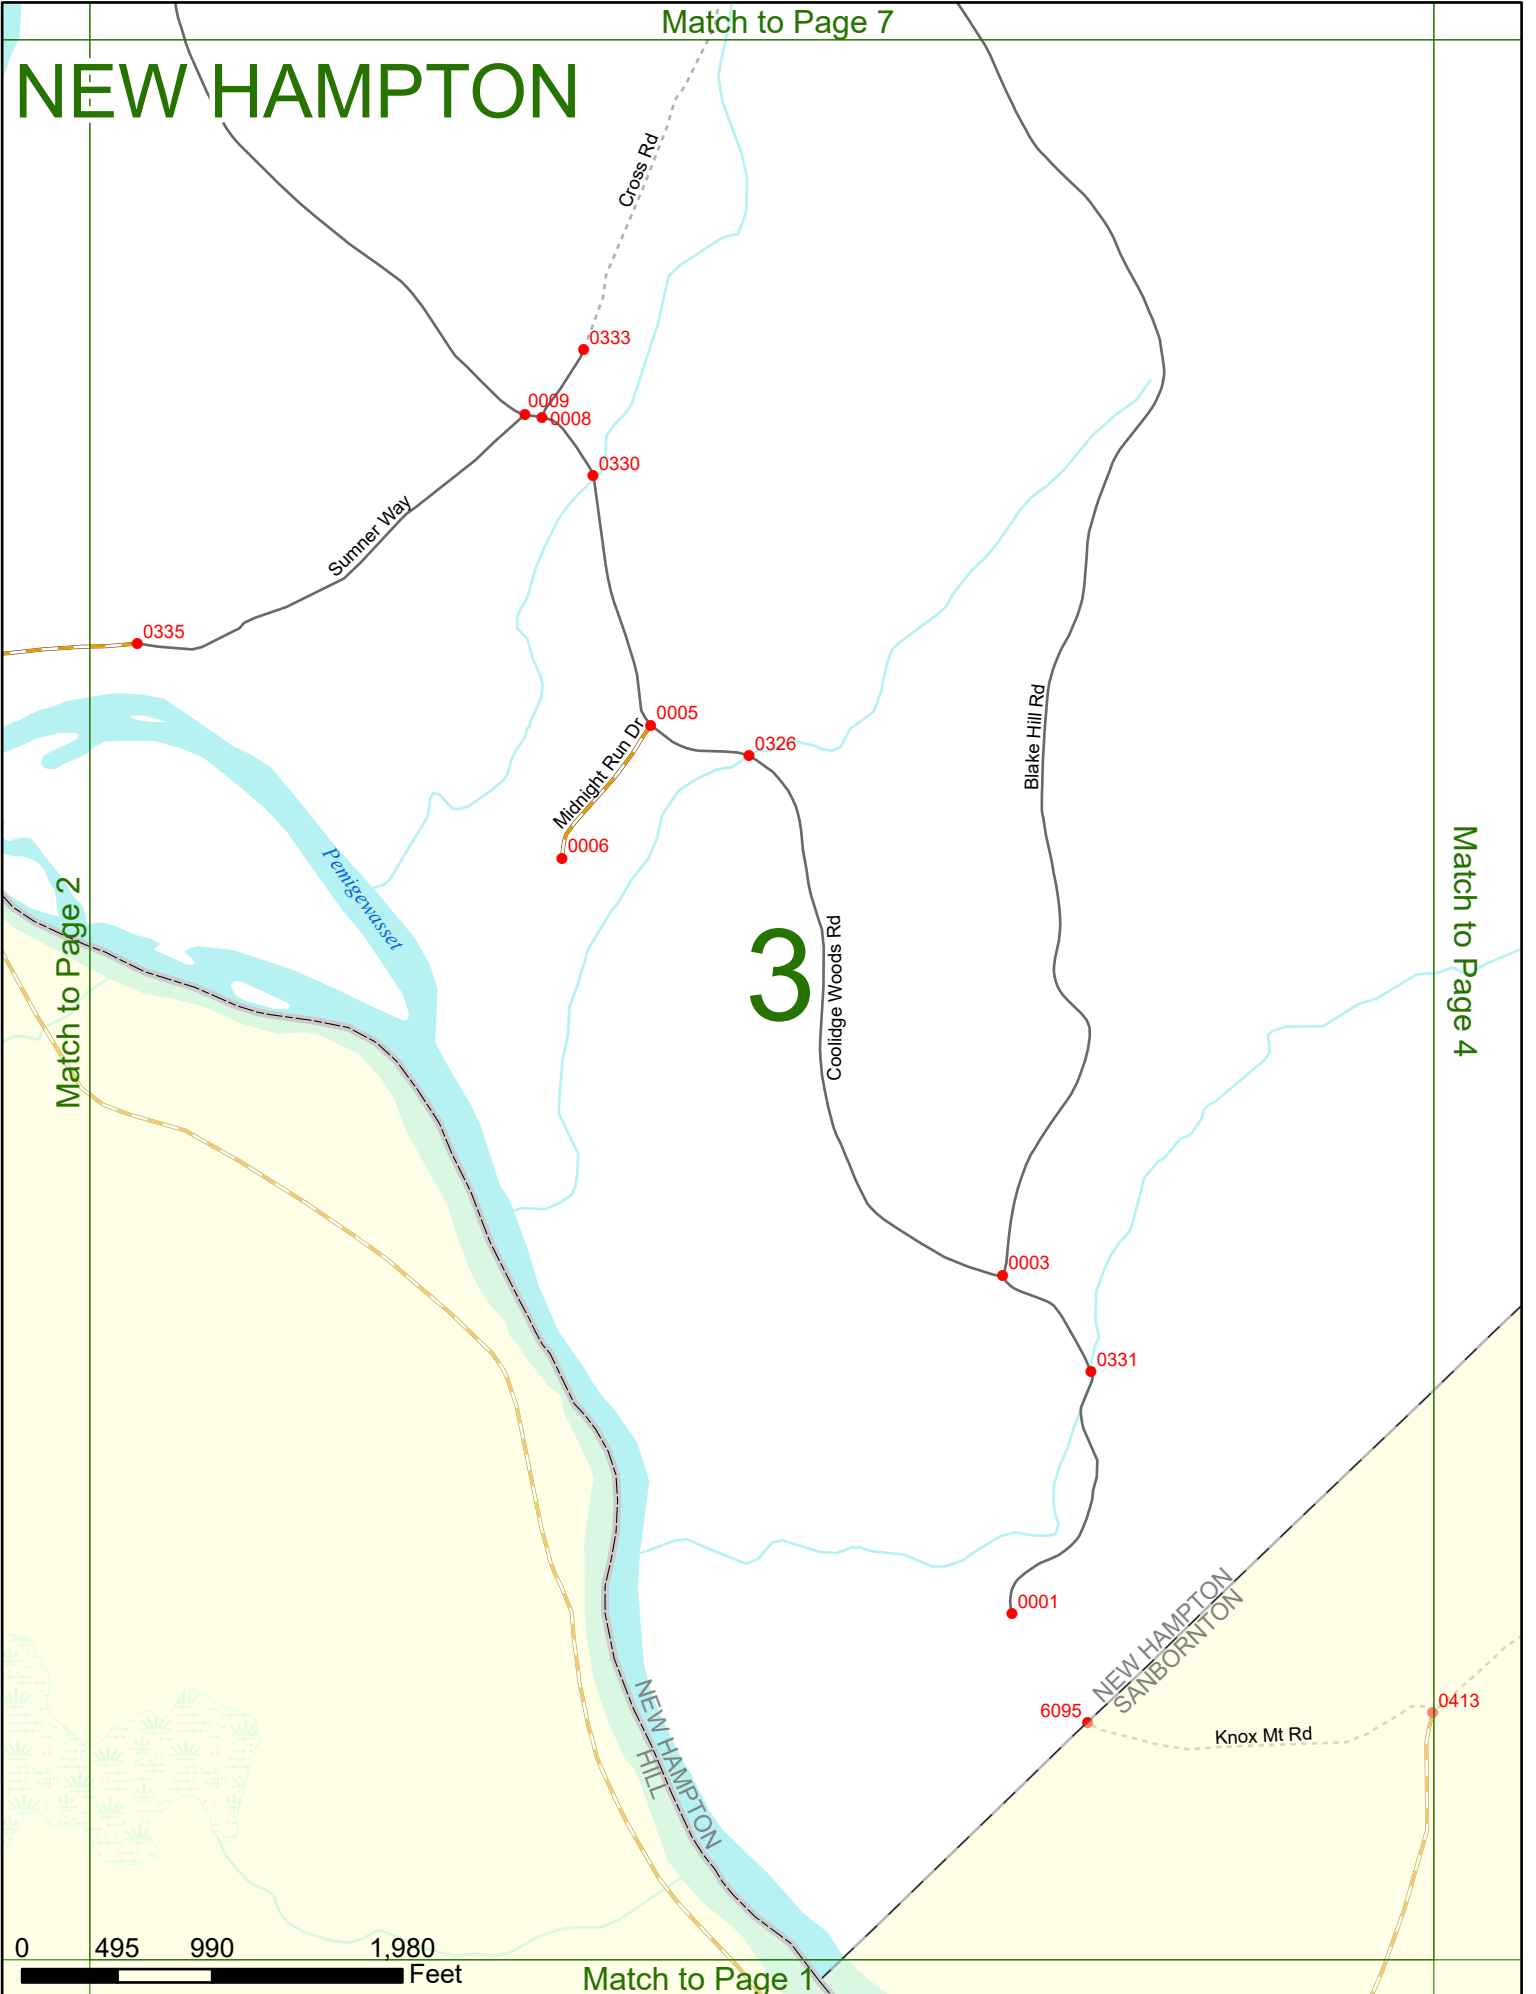 Match to Page 7
NEW HAMPTON
Cross Rd
0333
0009
0008
0330
Sumner Way
0335
0005
0326
Midnight Run Dr
0006
Blake Hill Rd
Pemigewasset
Match to Page 2
3
Coolidge Woods Rd
Match to Page 4
0003
0331
0001
NEW HAMPTON
SANBORNTON
6095
0413
Knox Mt Rd
NEW HAMPTON
HILL
0 495 990 1,980
Feet
Match to Page 1